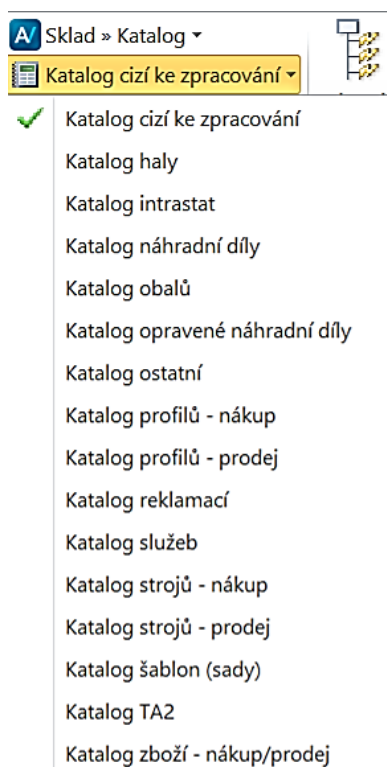 Sklad » Katalog
Katalog cizí ke zpracování
Katalog cizí ke zpracování
Katalog haly
Katalog intrastat
Katalog náhradní díly
Katalog obalů
Katalog opravené náhradní díly
Katalog ostatní
Katalog profilů - nákup
Katalog profilů - prodej
Katalog reklamací
Katalog služeb
Katalog strojů - nákup
Katalog strojů - prodej
Katalog šablon (sady)
Katalog TA2
Katalog zboží - nákup/prodej